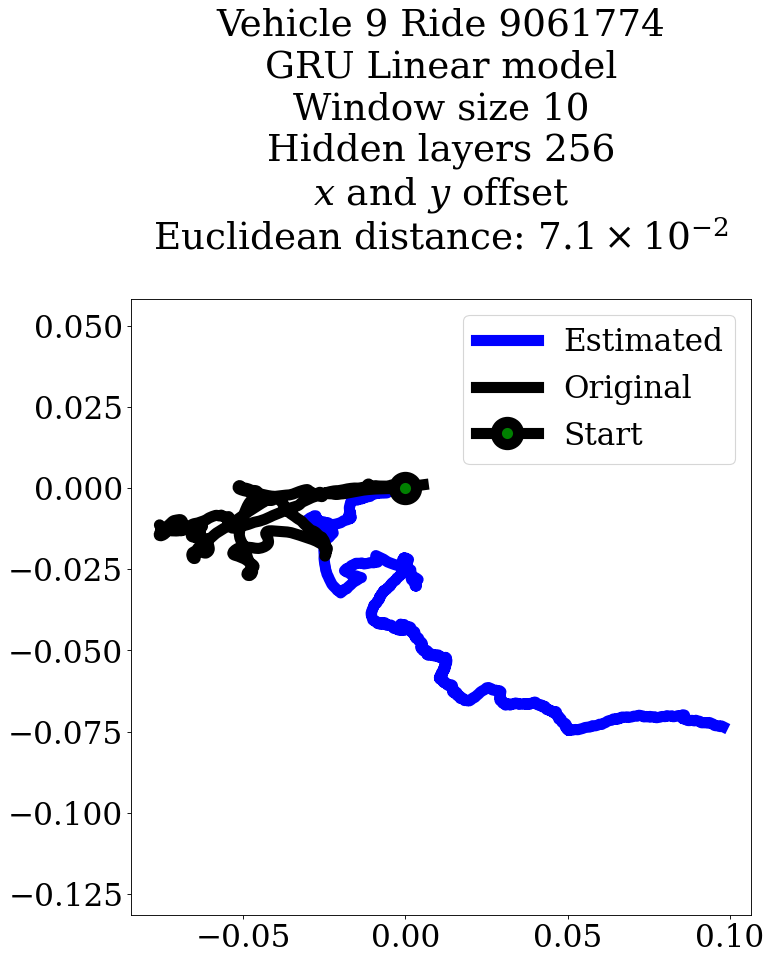 Vehicle 9 Ride 9061774
GRU Linear model
Window size 10
Hidden layers 256
x and y offset
Euclidean distance: 7.1 × 10⁻²
Estimated
Original
Start
0.050
0.025
0.000
−0.025
−0.050
−0.075
−0.100
−0.125
−0.05
0.00
0.05
0.10